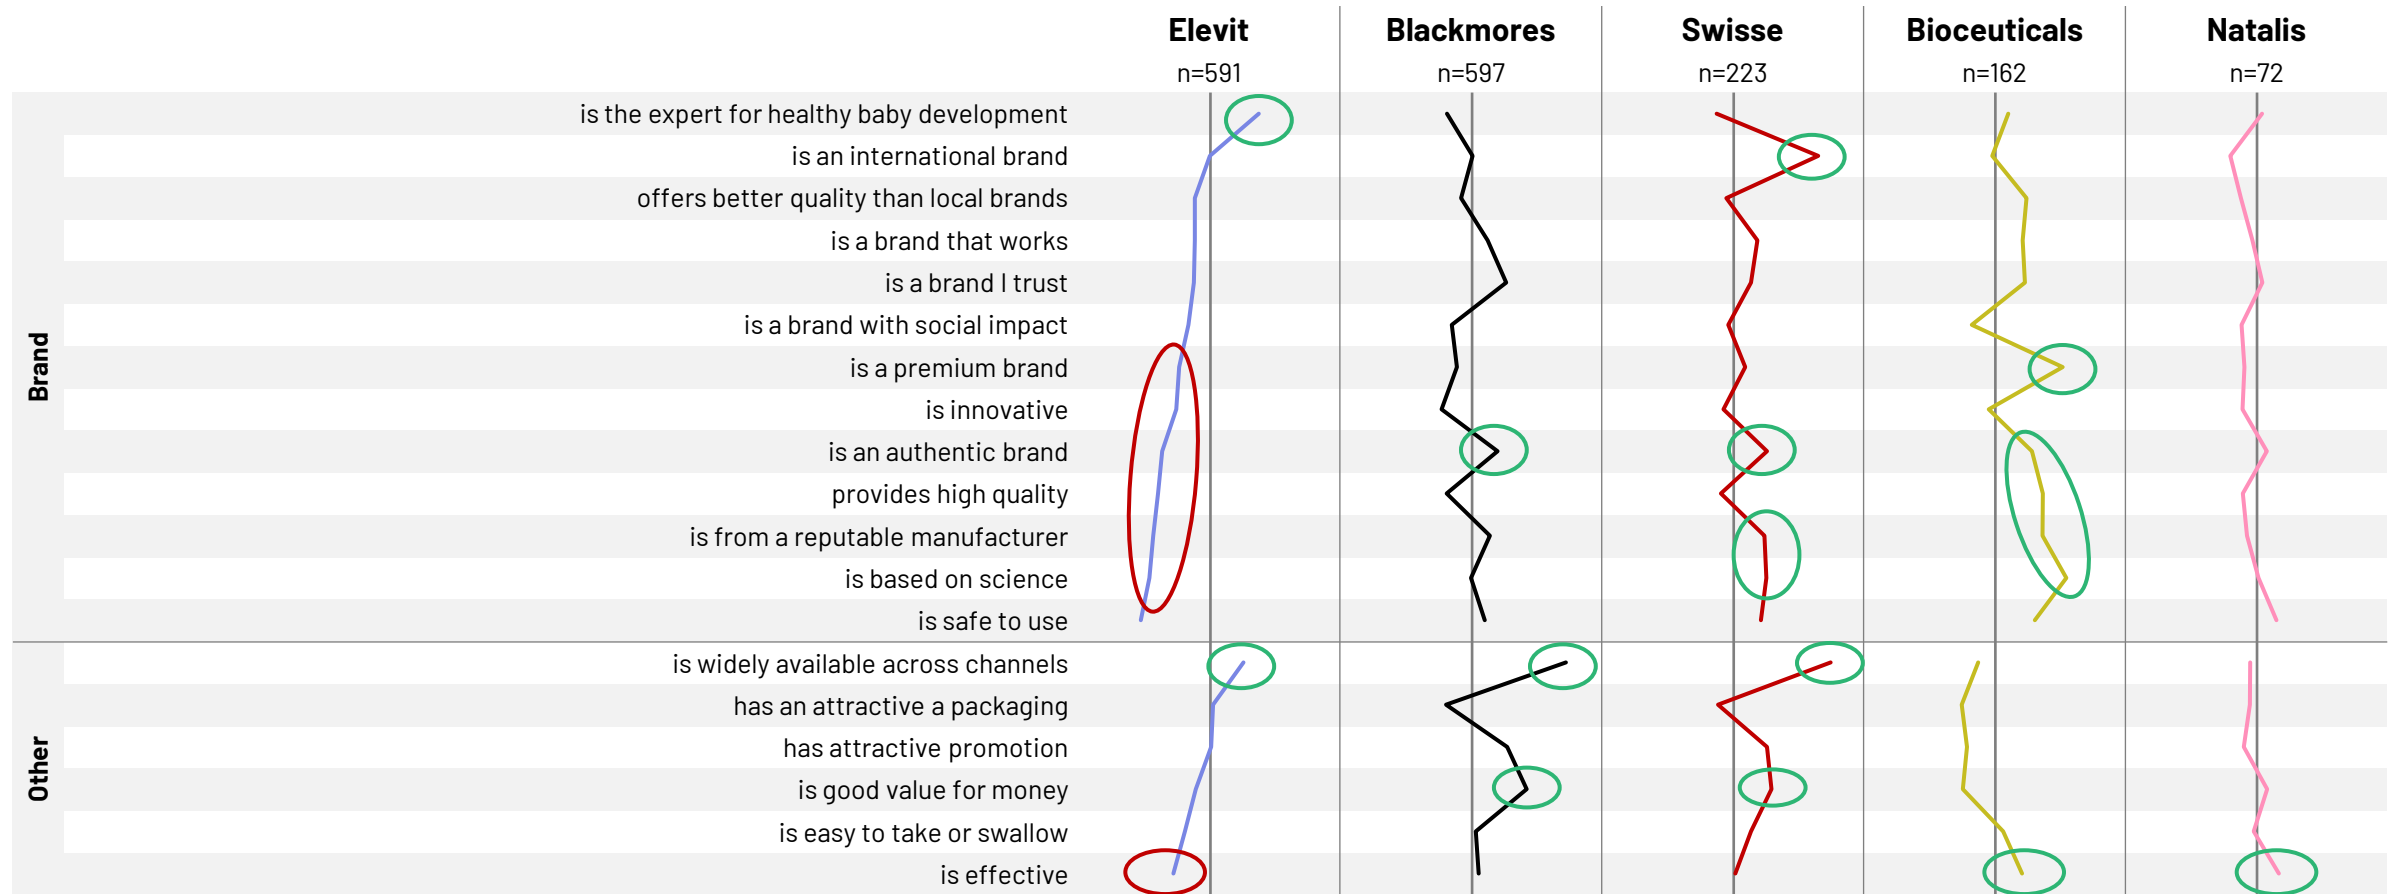 Elevit Blackmores Swisse Bioceuticals Natalis
n=591 n=597 n=223 n=162 n=72
Brand
is the expert for healthy baby development
is an international brand
offers better quality than local brands
is a brand that works
is a brand I trust
is a brand with social impact
is a premium brand
is innovative
is an authentic brand
provides high quality
is from a reputable manufacturer
is based on science
is safe to use
Other
is widely available across channels
has an attractive a packaging
has attractive promotion
is good value for money
is easy to take or swallow
is effective